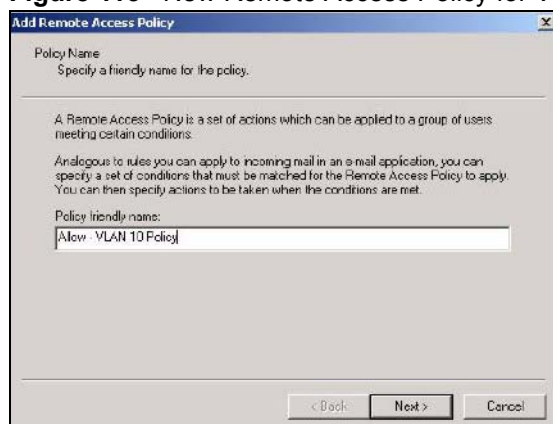 New Remote Access Policy for
Add Remote Access Policy
Policy Name
Specify a friendly name for the policy.
A Remote Access Policy is a set of actions which can be applied to a group of users
meeting certain conditions.
Analogous to rules you can apply to incoming mail in an e-mail application, you can
specify a set of conditions that must be matched for the Remote Access Policy to apply.
You can then specify actions to be taken when the conditions are met.
Policy friendly name:
Allow - VLAN 10 Policy
< Back
Next >
Cancel